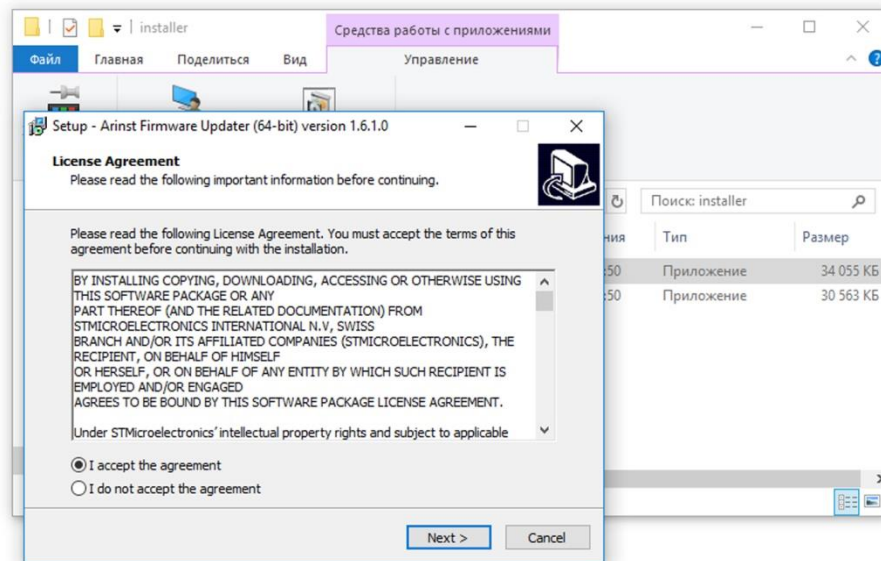 installer
Средства работы с приложениями
Файл
Главная
Поделиться
Вид
Управление
Setup - Arinst Firmware Updater (64-bit) version 1.6.1.0
License Agreement
Please read the following important information before continuing.
Please read the following License Agreement. You must accept the terms of this
agreement before continuing with the installation.
BY INSTALLING COPYING, DOWNLOADING, ACCESSING OR OTHERWISE USING
THIS SOFTWARE PACKAGE OR ANY
PART THEREOF (AND THE RELATED DOCUMENTATION) FROM
STMICROELECTRONICS INTERNATIONAL N.V, SWISS
BRANCH AND/OR ITS AFFILIATED COMPANIES (STMICROELECTRONICS), THE
RECIPIENT, ON BEHALF OF HIMSELF
OR HERSELF, OR ON BEHALF OF ANY ENTITY BY WHICH SUCH RECIPIENT IS
EMPLOYED AND/OR ENGAGED
AGREES TO BE BOUND BY THIS SOFTWARE PACKAGE LICENSE AGREEMENT.
Under STMicroelectronics' intellectual property rights and subject to applicable
I accept the agreement
I do not accept the agreement
Next >
Cancel
Поиск: installer
ния
Тип
Размер
:50
Приложение
34 055 КБ
:50
Приложение
30 563 КБ